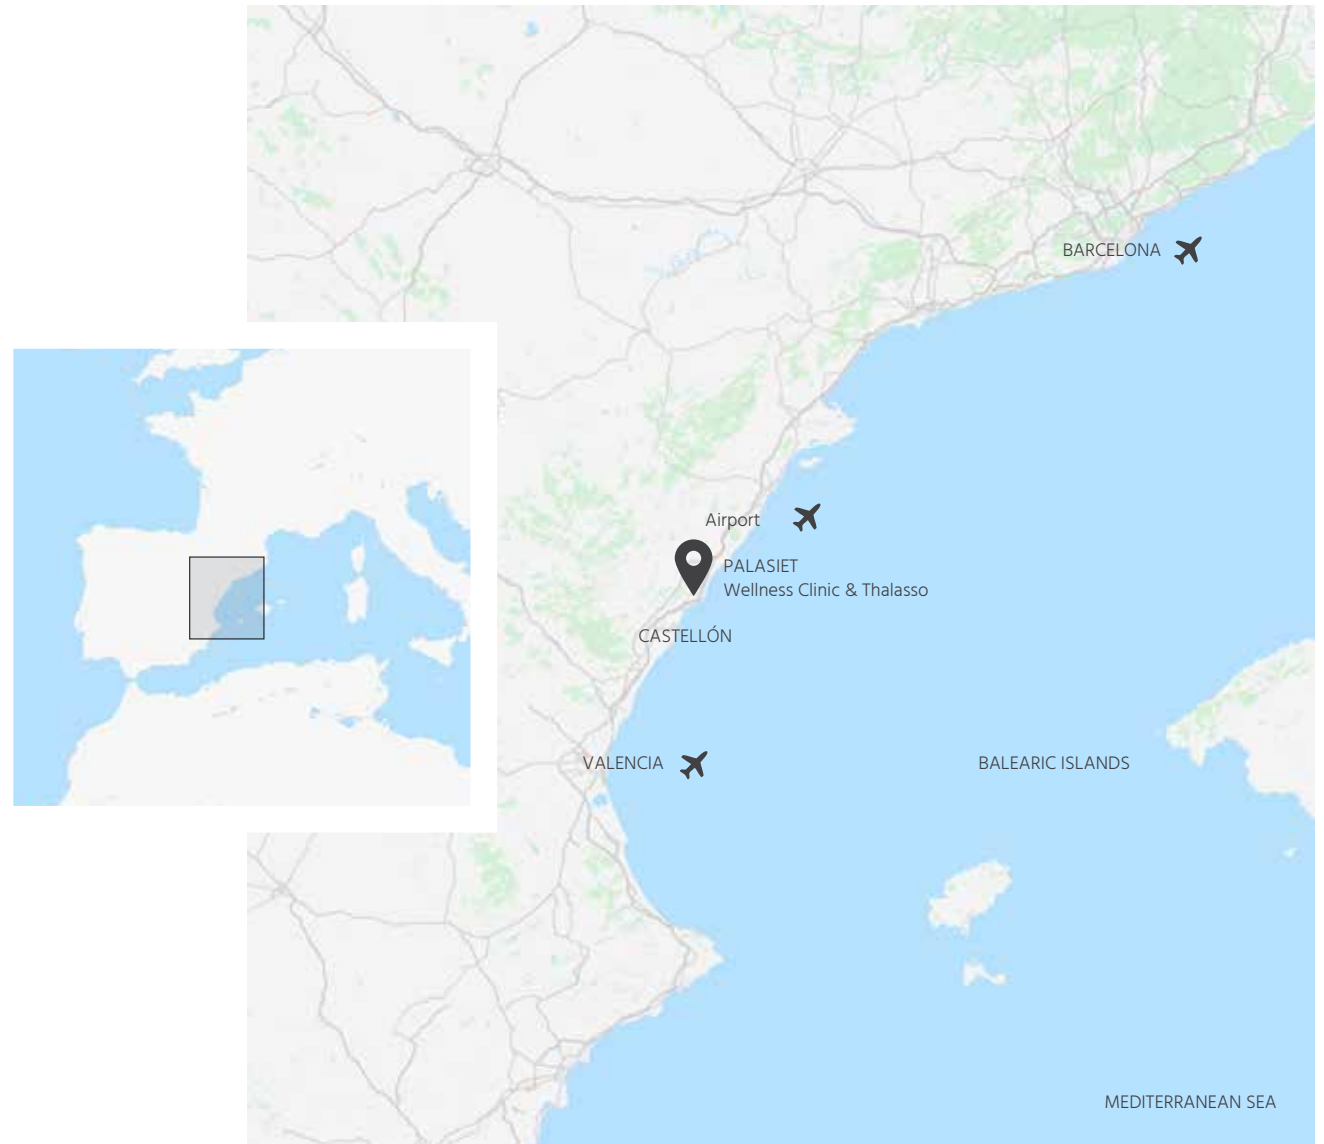 BARCELONA
Airport
PALASIET
Wellness Clinic & Thalasso
CASTELLÓN
VALENCIA
BALEARIC ISLANDS
MEDITERRANEAN SEA